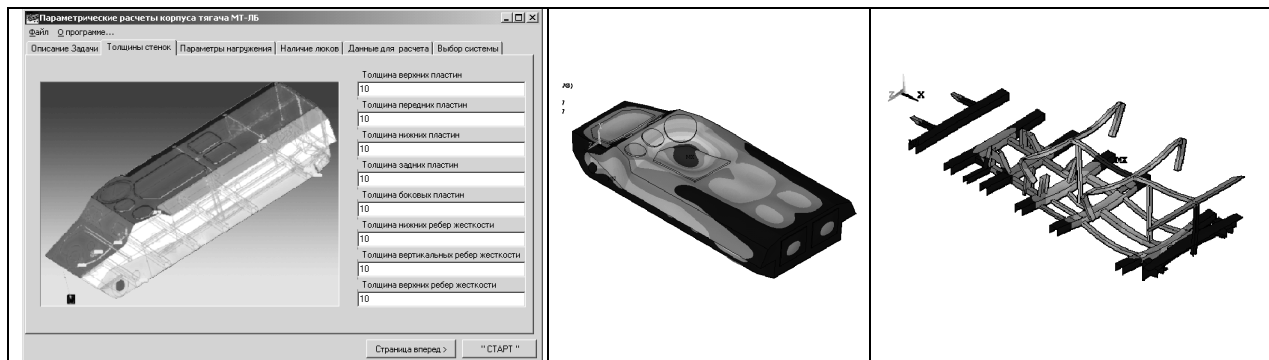 Параметрические расчеты корпуса тягача МТ-ЛБ
Файл О программе...
Описание Задачи Толщины стенок Параметры нагружения Наличие люков Данные для расчета Выбор системы
Толщина верхних пластин
10
Толщина передних пластин
10
Толщина нижних пластин
10
Толщина задних пластин
10
Толщина боковых пластин
10
Толщина нижних ребер жесткости
10
Толщина вертикальных ребер жесткости
10
Толщина верхних ребер жесткости
10
Страница вперед > "СТАРТ"
Z X
MX